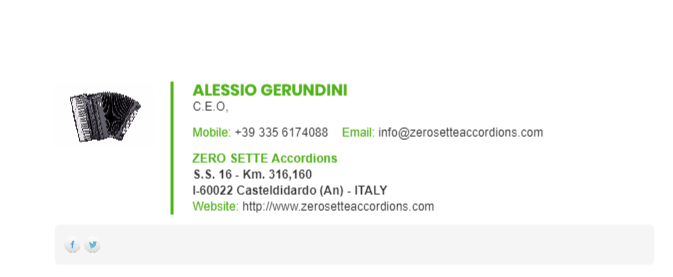 ALESSIO GERUNDINI
C.E.O,
Mobile: +39 335 6174088 Email: info@zerosetteaccordions.com
ZERO SETTE Accordions
S.S. 16 - Km. 316,160
I-60022 Casteldidardo (An) - ITALY
Website: http://www.zerosetteaccordions.com